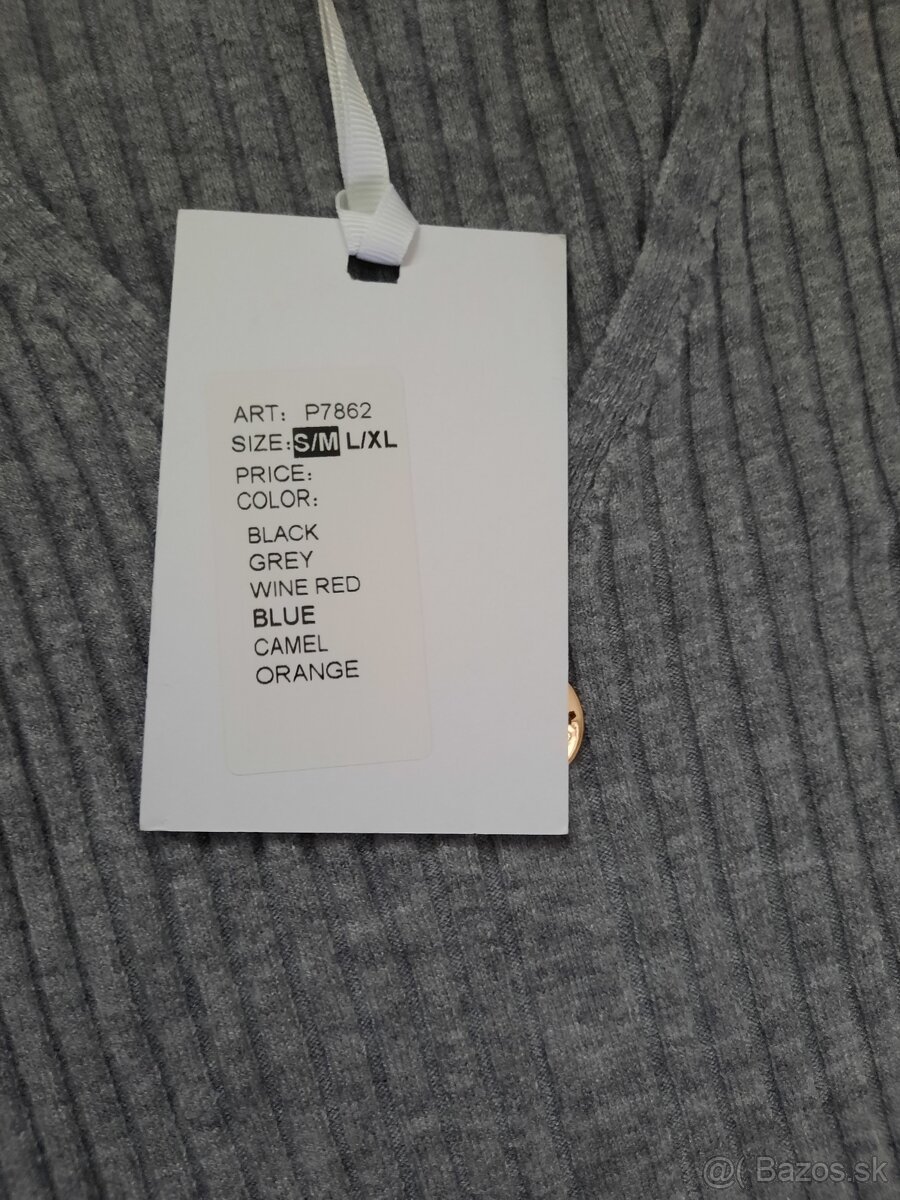 ART: P7862
SIZE: S/M L/XL
PRICE:
COLOR:
BLACK
GREY
WINE RED
BLUE
CAMEL
ORANGE
@( Bazos.sk